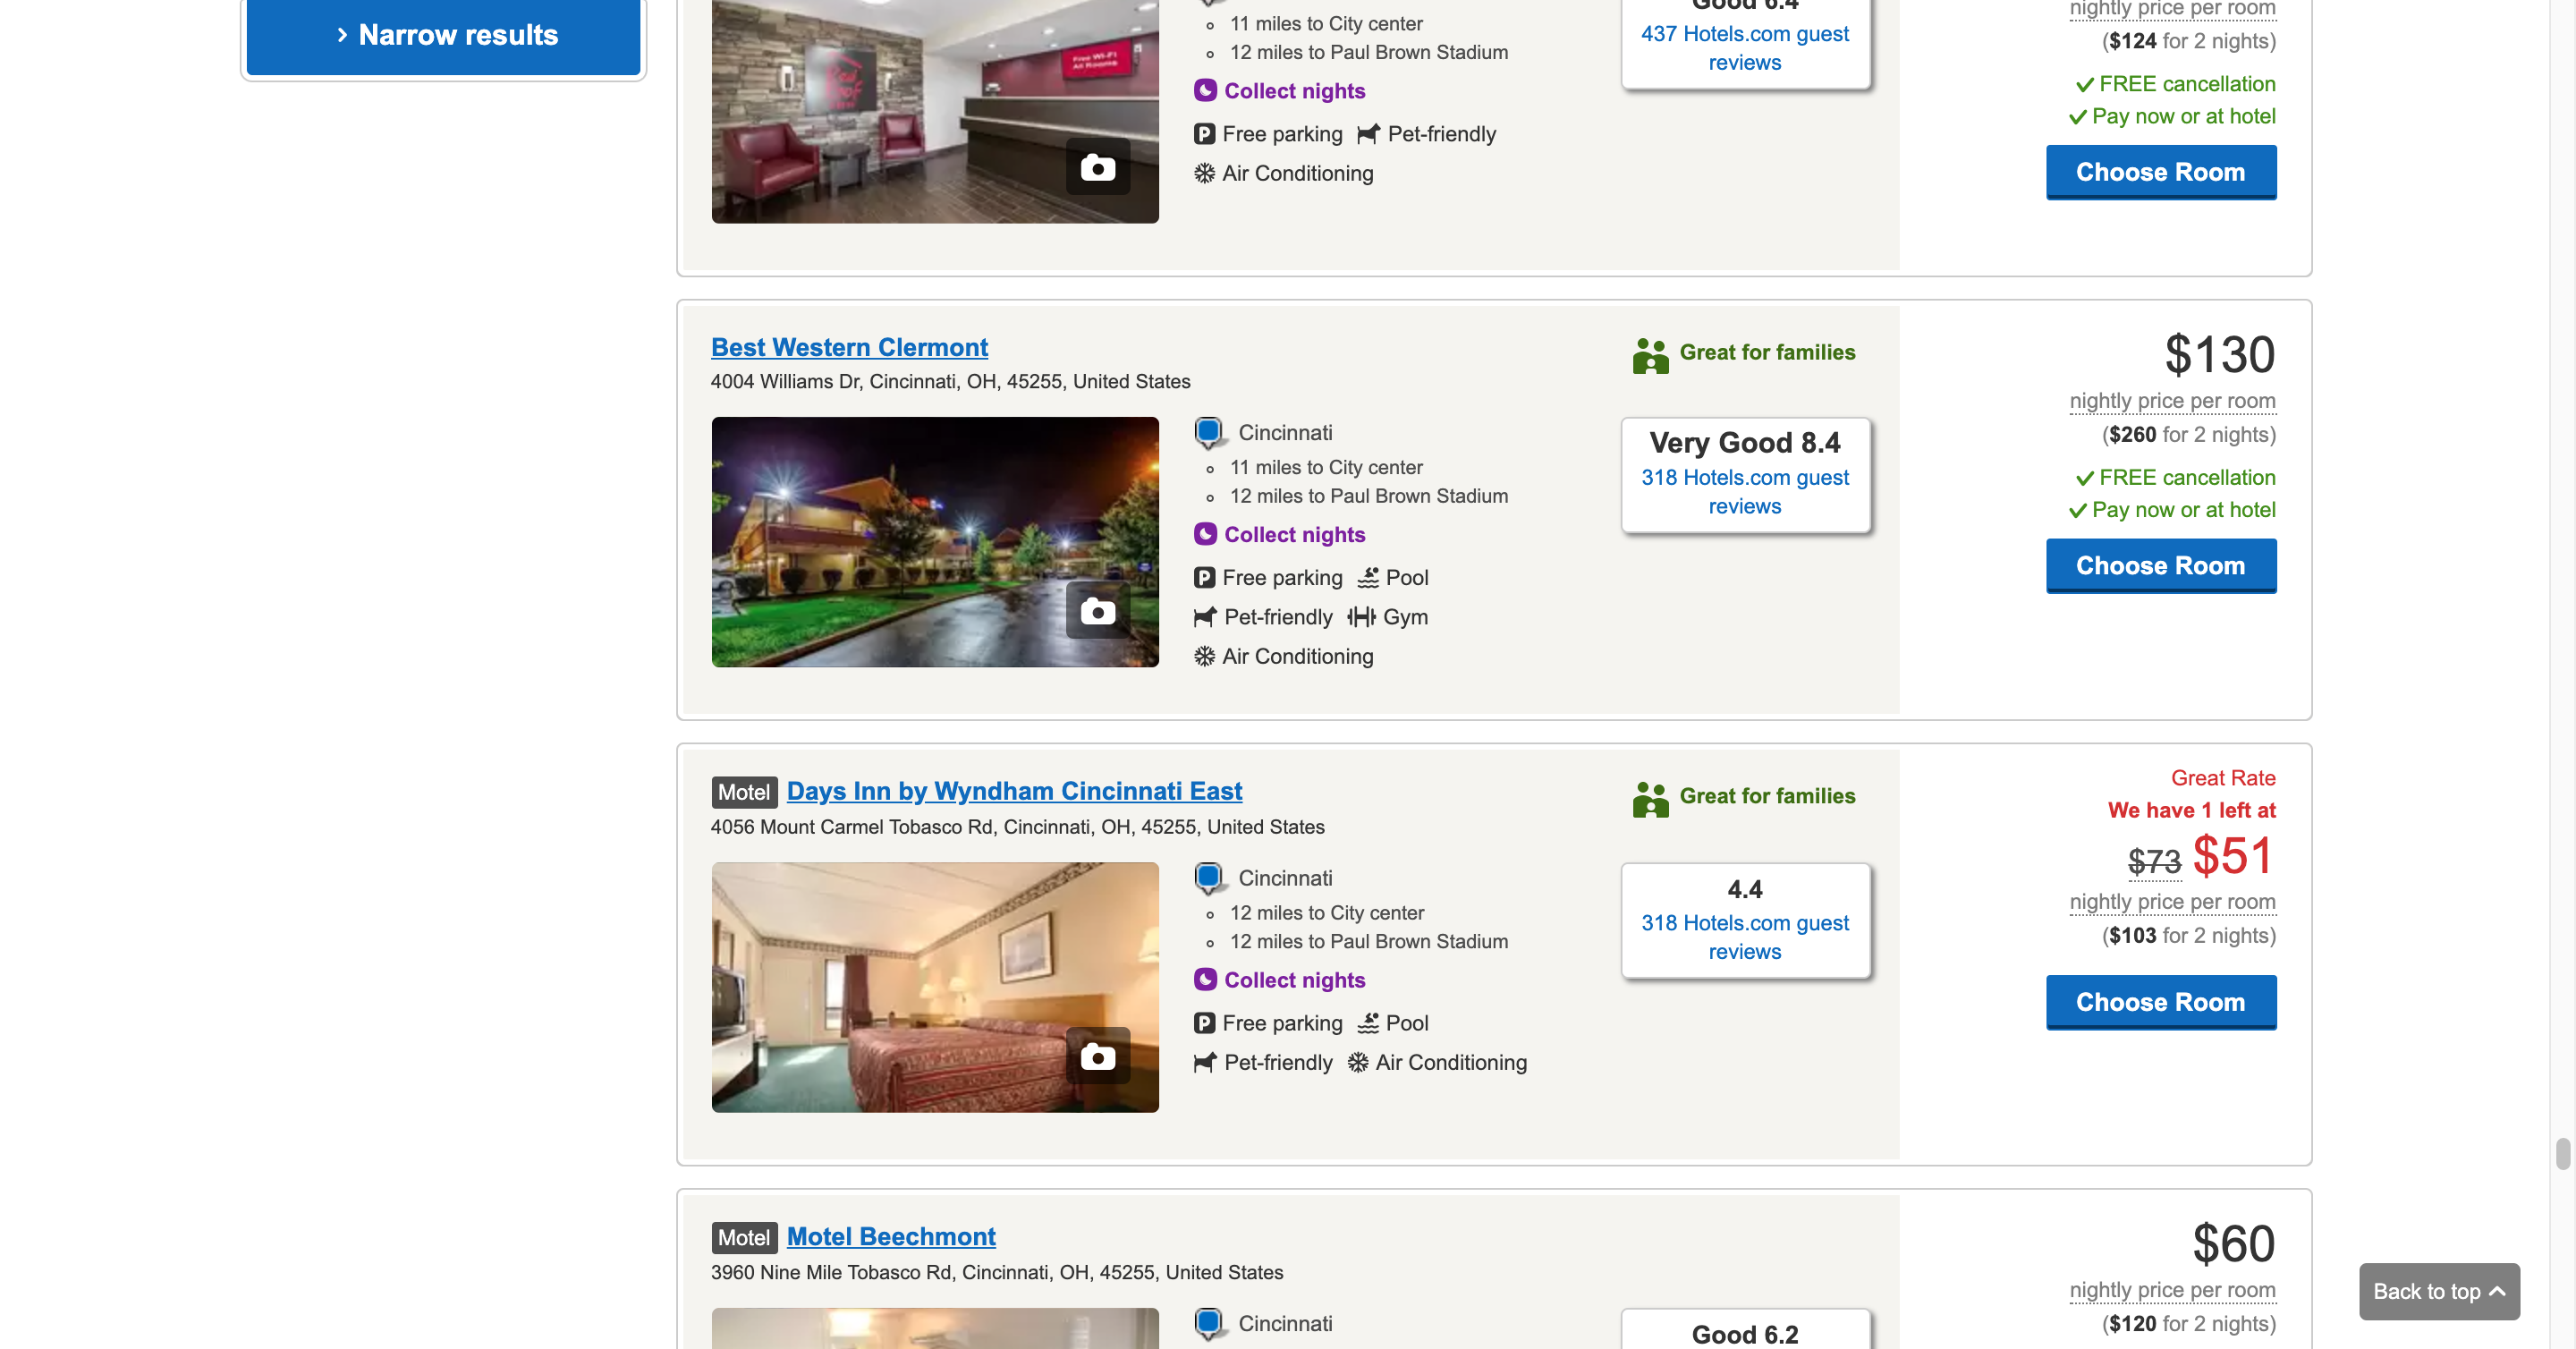 Narrow results
Free Wi-Fi
All Rooms
11 miles to City center
12 miles to Paul Brown Stadium
Collect nights
Free parking Pet-friendly
Air Conditioning
Good 6.4
437 Hotels.com guest
reviews
nightly price per room
($124 for 2 nights)
FREE cancellation
Pay now or at hotel
Choose Room
Best Western Clermont
4004 Williams Dr, Cincinnati, OH, 45255, United States
Cincinnati
11 miles to City center
12 miles to Paul Brown Stadium
Collect nights
Free parking Pool
Pet-friendly Gym
Air Conditioning
Great for families
Very Good 8.4
318 Hotels.com guest
reviews
$130
nightly price per room
($260 for 2 nights)
FREE cancellation
Pay now or at hotel
Choose Room
Motel Days Inn by Wyndham Cincinnati East
4056 Mount Carmel Tobasco Rd, Cincinnati, OH, 45255, United States
Cincinnati
12 miles to City center
12 miles to Paul Brown Stadium
Collect nights
Free parking Pool
Pet-friendly Air Conditioning
Great for families
4.4
318 Hotels.com guest
reviews
Great Rate
We have 1 left at
$73 $51
nightly price per room
($103 for 2 nights)
Choose Room
Motel Motel Beechmont
3960 Nine Mile Tobasco Rd, Cincinnati, OH, 45255, United States
Cincinnati
Good 6.2
$60
nightly price per room
($120 for 2 nights)
Back to top